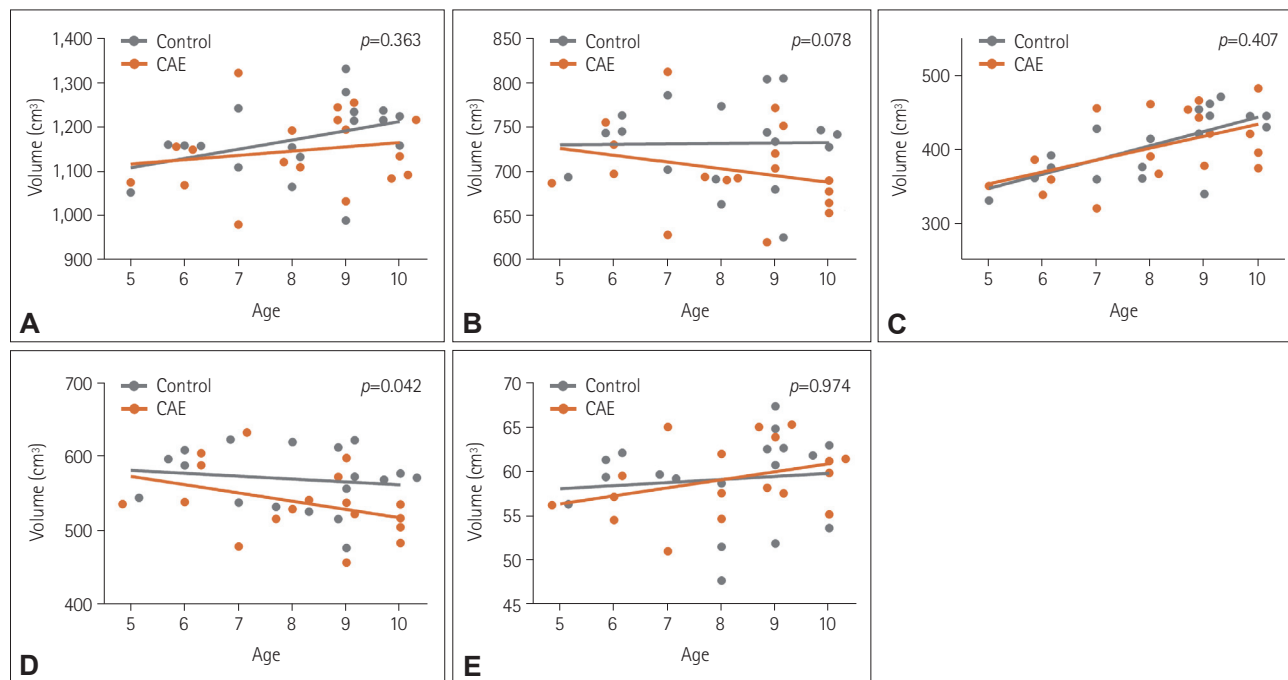 1,400
Control
p=0.363
CAE
1,300
1,200
1,100
1,000
900
Volume (cm³)
5 6 7 8 9 10
Age
A
850
Control
p=0.078
CAE
800
750
700
650
600
Volume (cm³)
5 6 7 8 9 10
Age
B
Control
p=0.407
CAE
500
400
300
Volume (cm³)
5 6 7 8 9 10
Age
C
700
Control
p=0.042
CAE
600
500
400
Volume (cm³)
5 6 7 8 9 10
Age
D
70
Control
p=0.974
CAE
65
60
55
50
45
Volume (cm³)
5 6 7 8 9 10
Age
E